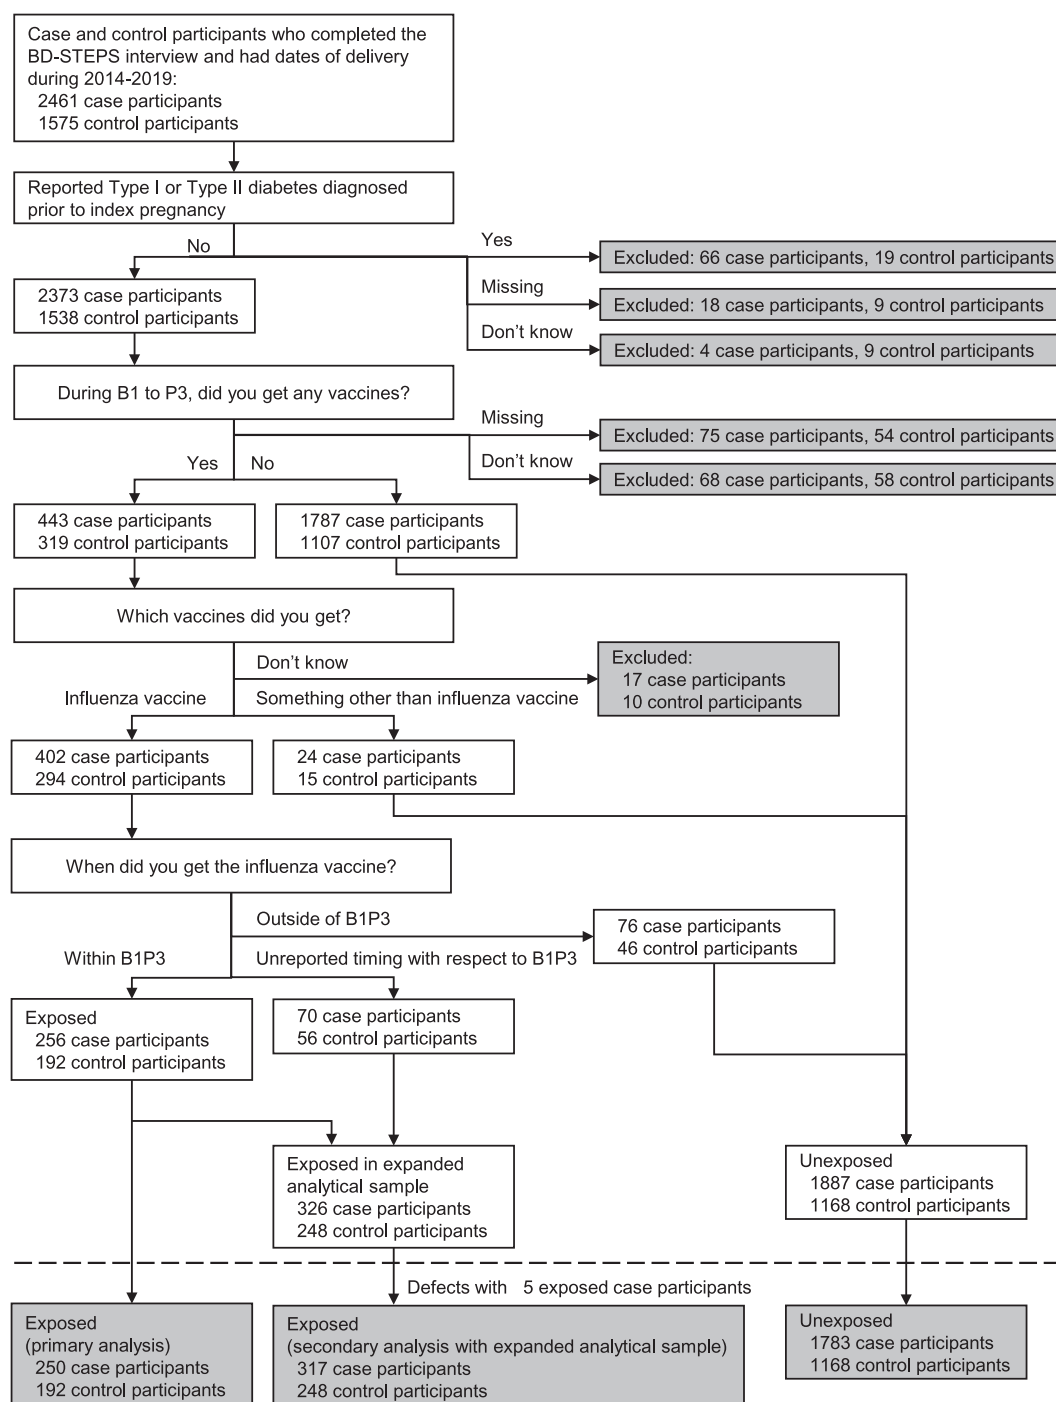 Case and control participants who completed the
BD-STEPS interview and had dates of delivery
during 2014-2019:
2461 case participants
1575 control participants
Reported Type I or Type II diabetes diagnosed
prior to index pregnancy
No
Yes
Excluded: 66 case participants, 19 control participants
Missing
Excluded: 18 case participants, 9 control participants
Don't know
Excluded: 4 case participants, 9 control participants
2373 case participants
1538 control participants
During B1 to P3, did you get any vaccines?
Missing
Excluded: 75 case participants, 54 control participants
Don't know
Excluded: 68 case participants, 58 control participants
Yes
No
443 case participants
319 control participants
1787 case participants
1107 control participants
Which vaccines did you get?
Don't know
Excluded:
17 case participants
10 control participants
Influenza vaccine
Something other than influenza vaccine
402 case participants
294 control participants
24 case participants
15 control participants
When did you get the influenza vaccine?
Outside of B1P3
76 case participants
46 control participants
Within B1P3
Unreported timing with respect to B1P3
Exposed
256 case participants
192 control participants
70 case participants
56 control participants
Exposed in expanded
analytical sample
326 case participants
248 control participants
Unexposed
1887 case participants
1168 control participants
Defects with 5 exposed case participants
Exposed
(primary analysis)
250 case participants
192 control participants
Exposed
(secondary analysis with expanded analytical sample)
317 case participants
248 control participants
Unexposed
1783 case participants
1168 control participants